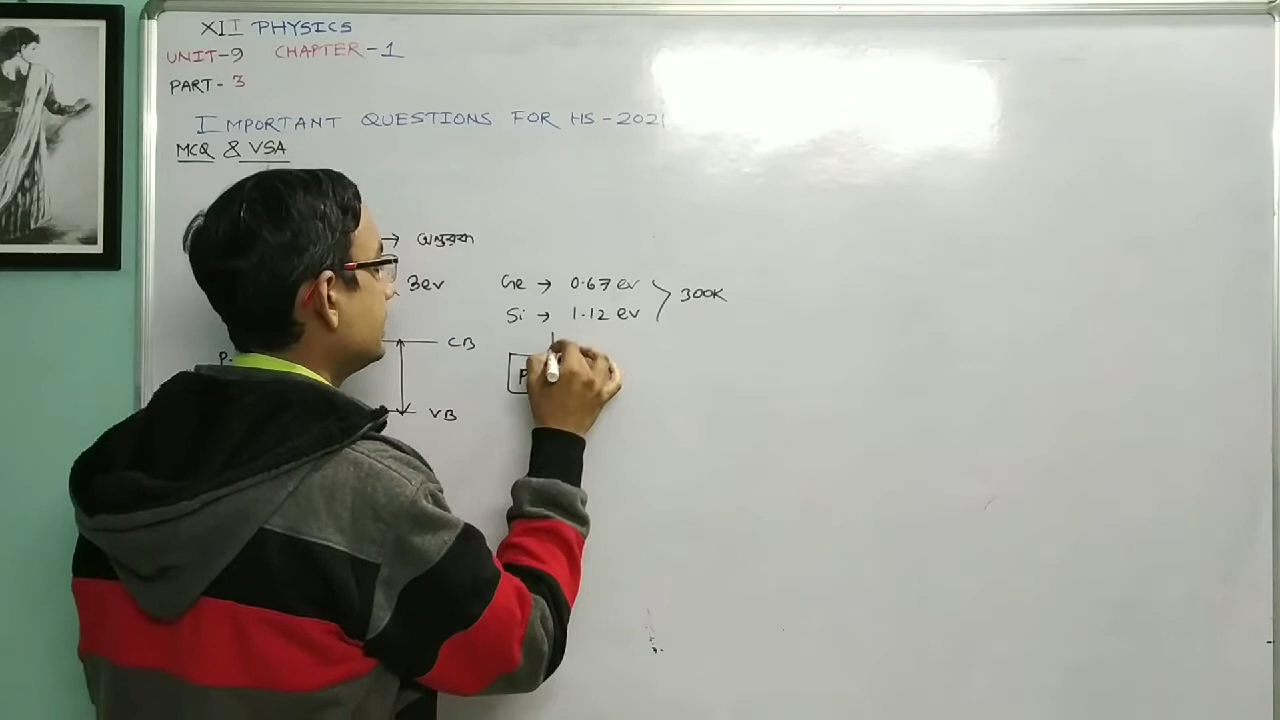 XII PHYSICS
UNIT-9 CHAPTER-1
PART-3
IMPORTANT QUESTIONS FOR HS-2021
MCQ & VSA
→
3ev
Ge → 0.67 ev
Si → 1.12 ev
300K
P-
CB
VB
P